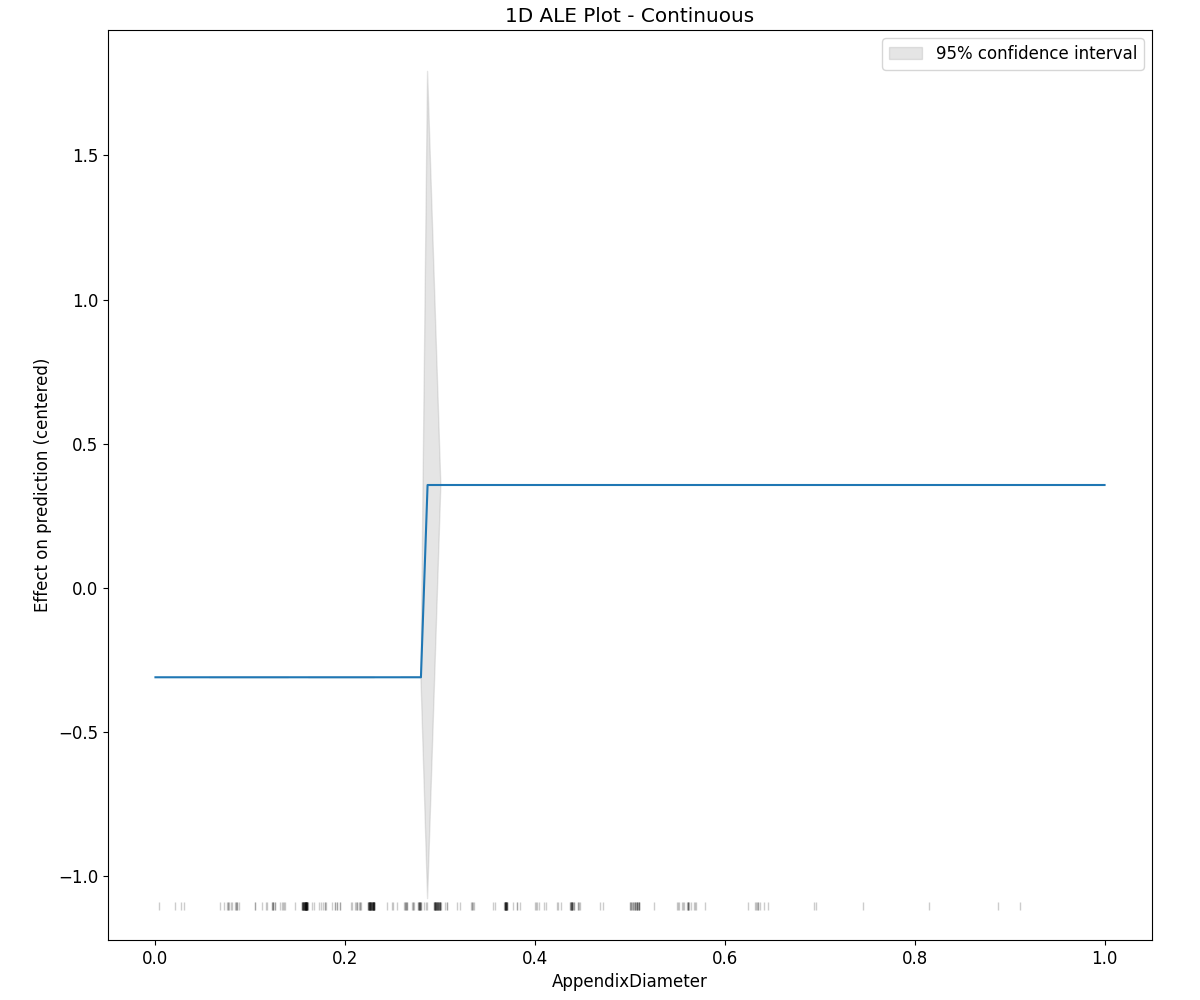 1D ALE Plot - Continuous
95% confidence interval
Effect on prediction (centered)
1.5
1.0
0.5
0.0
−0.5
−1.0
0.0 0.2 0.4 0.6 0.8 1.0
AppendixDiameter